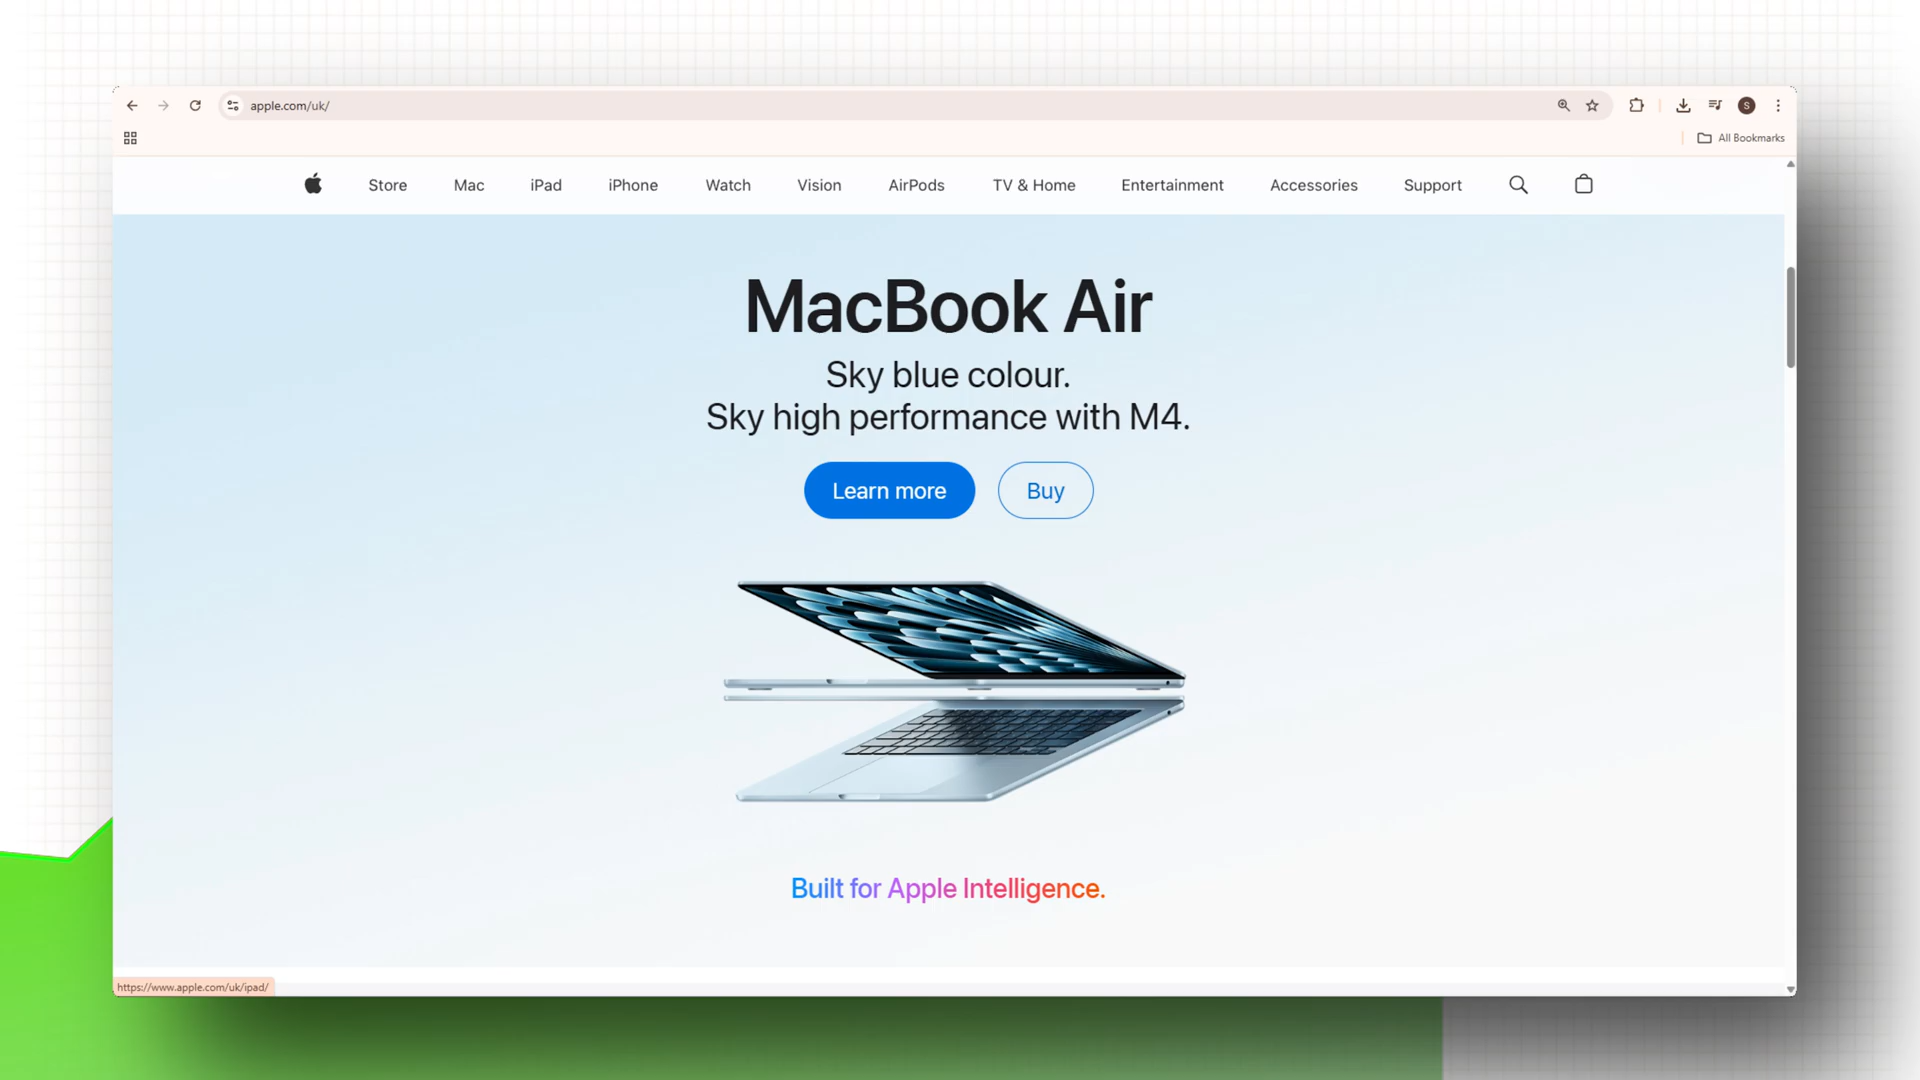 apple.com/uk/
S
All Bookmarks
Store Mac iPad iPhone Watch Vision AirPods TV & Home Entertainment Accessories Support
MacBook Air
Sky blue colour.
Sky high performance with M4.
Learn more Buy
Built for Apple Intelligence.
https://www.apple.com/uk/ipad/